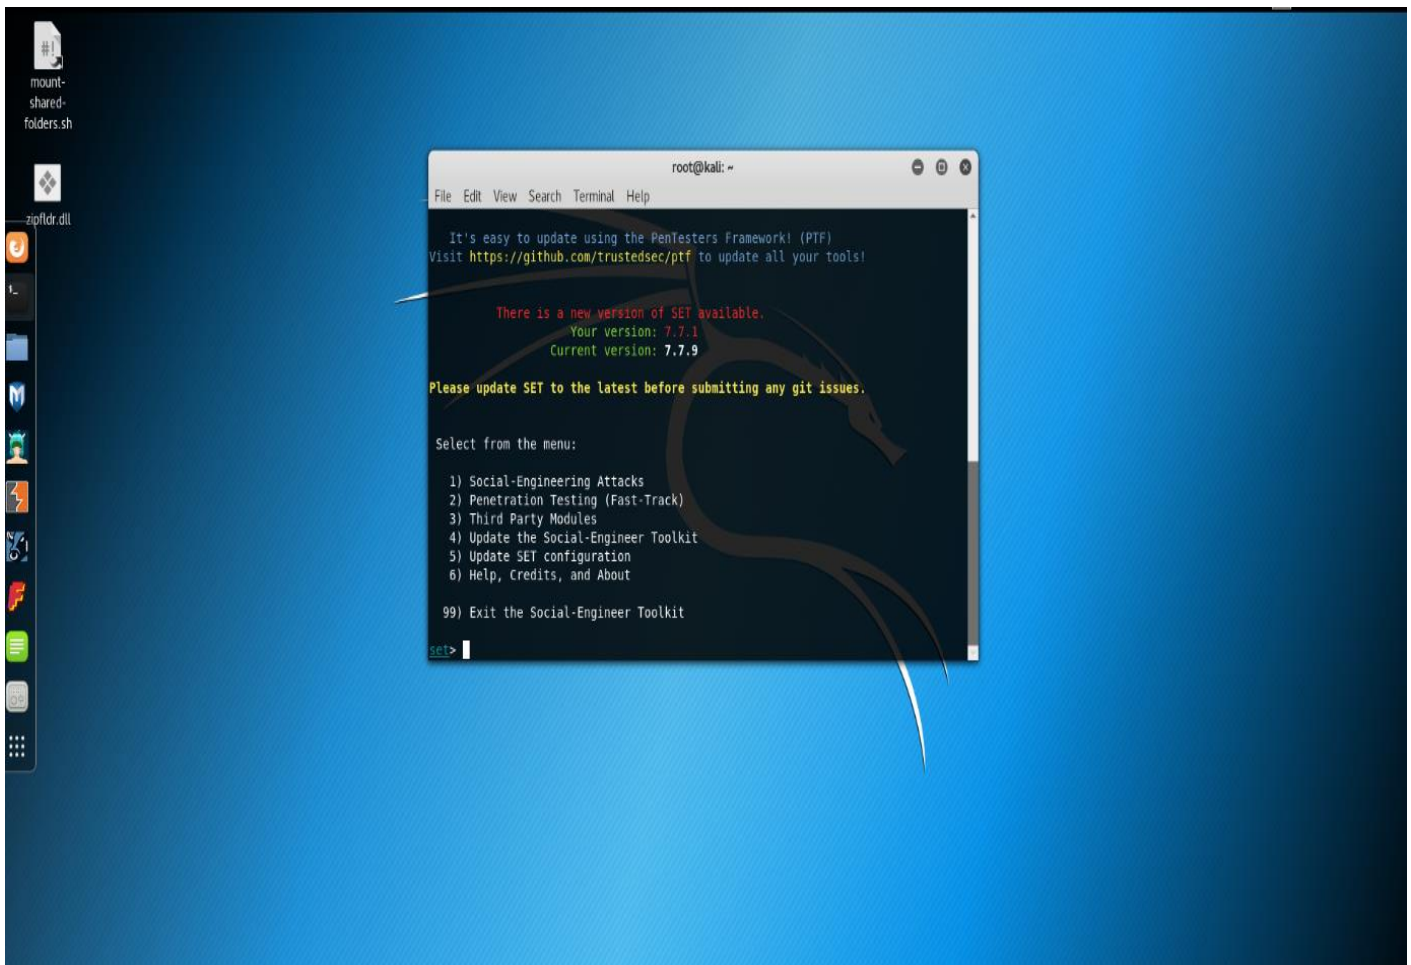 mount-
shared-
folders.sh
zipfldr.dll
root@kali: ~
File Edit View Search Terminal Help
It's easy to update using the PenTesters Framework! (PTF)
Visit https://github.com/trustedsec/ptf to update all your tools!
There is a new version of SET available.
Your version: 7.7.1
Current version: 7.7.9
Please update SET to the latest before submitting any git issues.
Select from the menu:
1) Social-Engineering Attacks
2) Penetration Testing (Fast-Track)
3) Third Party Modules
4) Update the Social-Engineer Toolkit
5) Update SET configuration
6) Help, Credits, and About
99) Exit the Social-Engineer Toolkit
set>